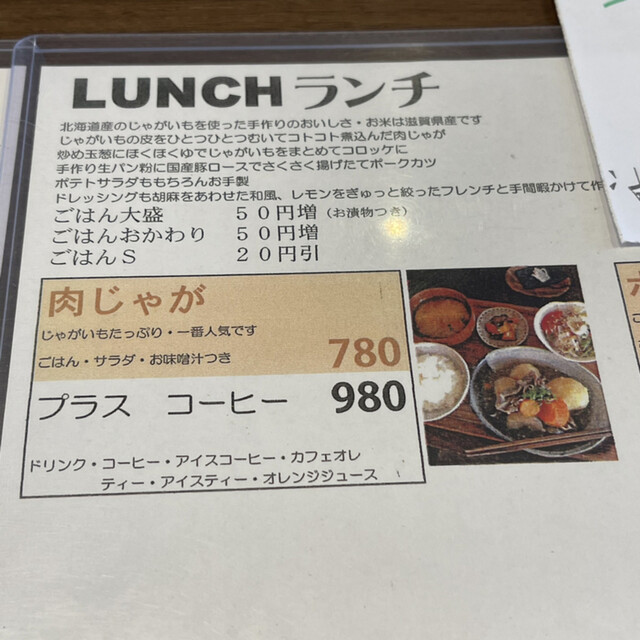 LUNCH ランチ
北海道産のじゃがいもを使った手作りのおいしさ・お米は滋賀県産です
じゃがいもの皮をひとつひとつむいてコトコト煮込んだ肉じゃが
炒め玉葱にほくほくゆでじゃがいもをまとめてコロッケに
手作り生パン粉に国産豚ロースでさくさく揚げたてポークカツ
ポテトサラダももちろんお手製
ドレッシングも胡麻をあわせた和風、レモンをぎゅっと絞ったフレンチと手間暇かけて作
ごはん大盛 ５０円増 (お漬物つき)
ごはんおかわり ５０円増
ごはんＳ ２０円引
肉じゃが
じゃがいもたっぷり・一番人気です
ごはん・サラダ・お味噌汁つき 780
プラス コーヒー 980
ドリンク・コーヒー・アイスコーヒー・カフェオレ
ティー・アイスティー・オレンジジュース